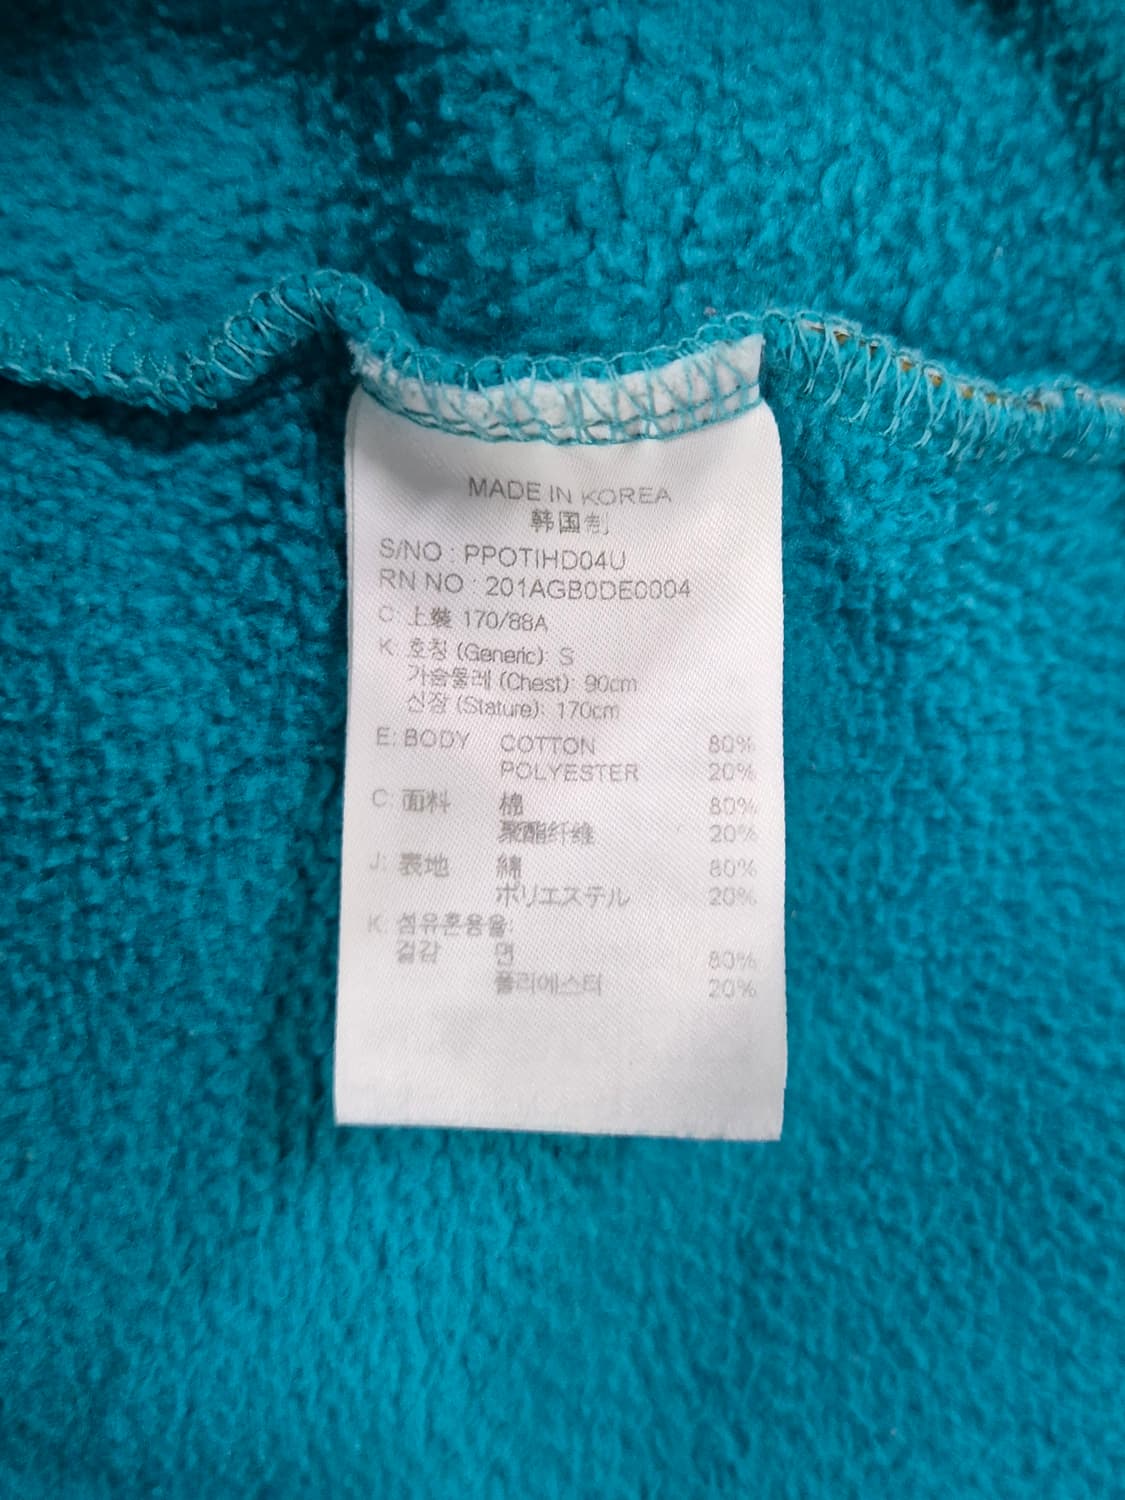 MADE IN KOREA
韩国制
S/NO : PPOTIHD04U
RN NO : 201AGB0DE0004
C: 上装 170/88A
K: 호칭 (Generic): S
가슴둘레 (Chest): 90cm
신장 (Stature): 170cm
E: BODY COTTON 80%
POLYESTER 20%
C: 面料 棉 80%
聚酯纤维 20%
J: 表地 綿 80%
ポリエステル 20%
K: 섬유혼용율:
겉감 면 80%
폴리에스터 20%